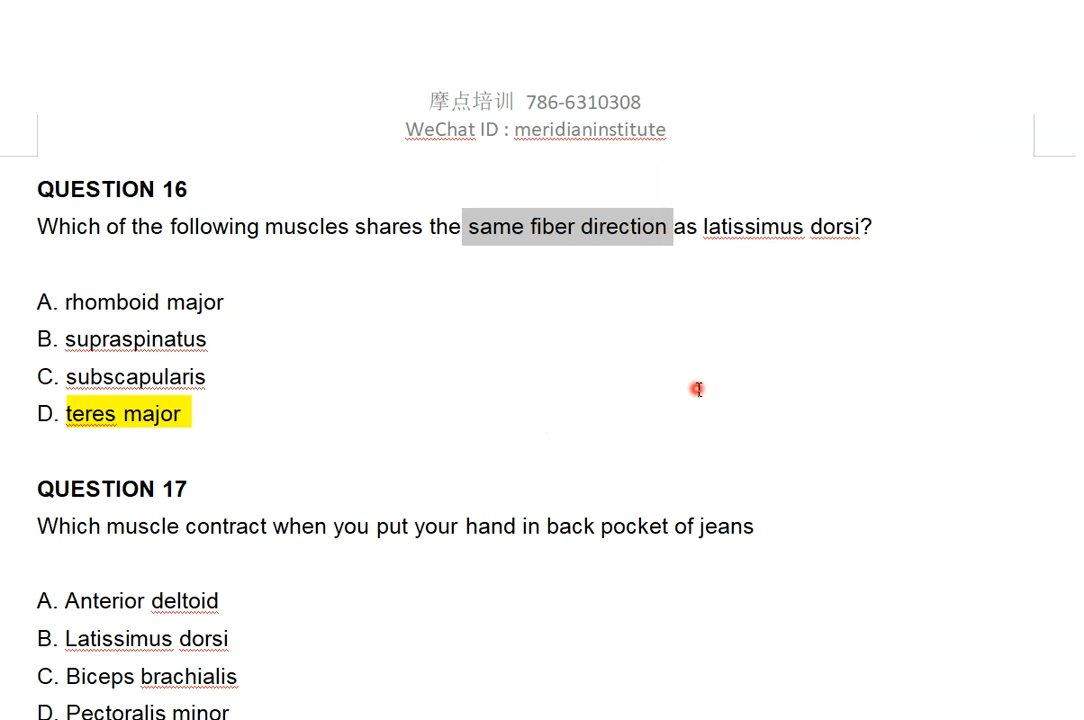 摩点培训 786-6310308
WeChat ID : meridianinstitute
QUESTION 16
Which of the following muscles shares the same fiber direction as latissimus dorsi?
A. rhomboid major
B. supraspinatus
C. subscapularis
D. teres major
QUESTION 17
Which muscle contract when you put your hand in back pocket of jeans
A. Anterior deltoid
B. Latissimus dorsi
C. Biceps brachialis
D. Pectoralis minor